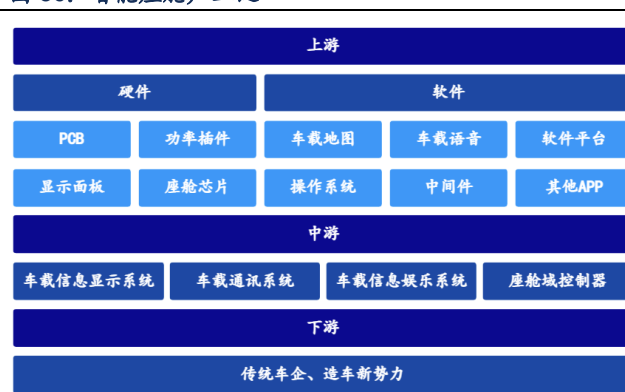 上游
硬件 软件
PCB 功率插件 车载地图 车载语音 软件平台
显示面板 座舱芯片 操作系统 中间件 其他APP
中游
车载信息显示系统 车载通讯系统 车载信息娱乐系统 座舱域控制器
下游
传统车企、造车新势力